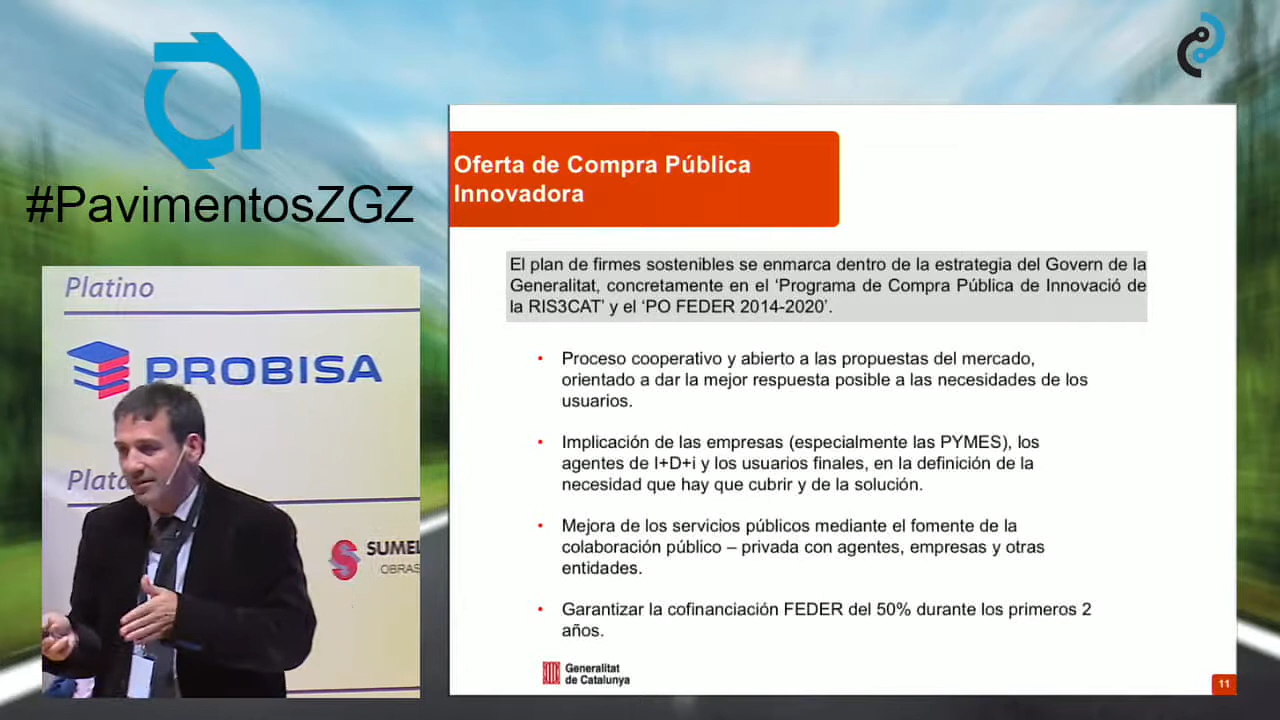 #PavimentosZGZ
Platino
PROBISA
SUME
OBRAS
Oferta de Compra Pública
Innovadora
El plan de firmes sostenibles se enmarca dentro de la estrategia del Govern de la
Generalitat, concretamente en el ‘Programa de Compra Pública de Innovació de
la RIS3CAT’ y el ‘PO FEDER 2014-2020’.
• Proceso cooperativo y abierto a las propuestas del mercado,
orientado a dar la mejor respuesta posible a las necesidades de los
usuarios.
• Implicación de las empresas (especialmente las PYMES), los
agentes de I+D+i y los usuarios finales, en la definición de la
necesidad que hay que cubrir y de la solución.
• Mejora de los servicios públicos mediante el fomente de la
colaboración público – privada con agentes, empresas y otras
entidades.
• Garantizar la cofinanciación FEDER del 50% durante los primeros 2
años.
Generalitat
de Catalunya
11